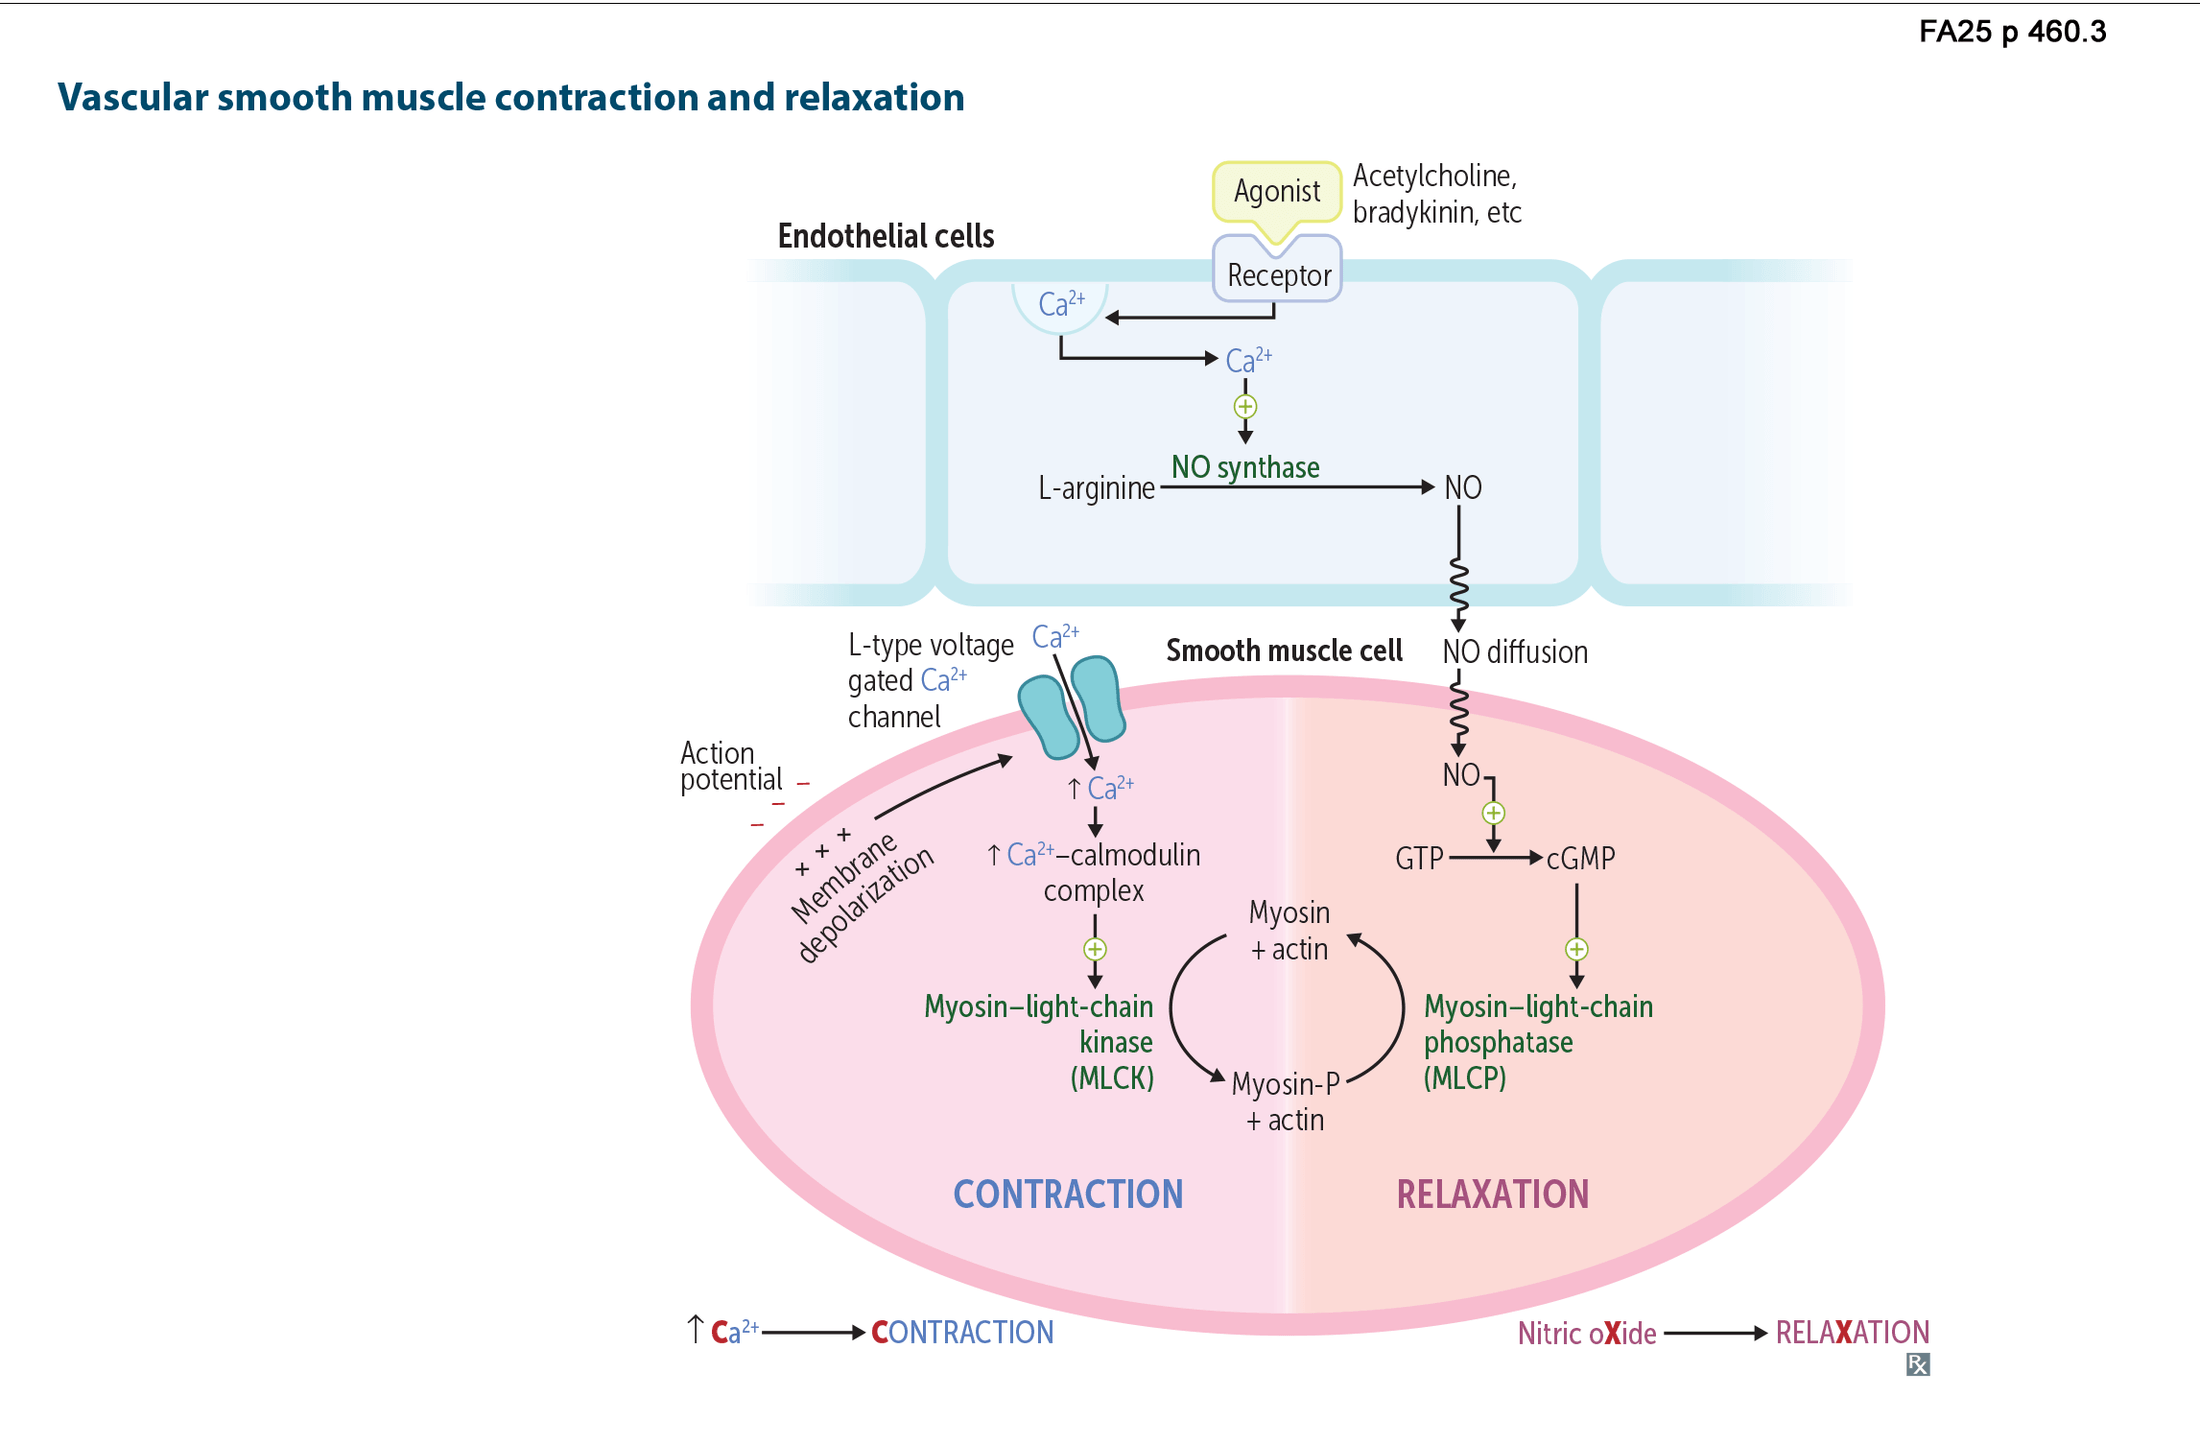 FA25 p 460.3
Vascular smooth muscle contraction and relaxation
Agonist
Acetylcholine,
bradykinin, etc
Endothelial cells
Receptor
Ca²⁺
Ca²⁺
+
NO synthase
L-arginine
NO
L-type voltage
gated Ca²⁺
channel
Ca²⁺
Smooth muscle cell
NO diffusion
Action
potential
– – –
+ + +
Membrane
depolarization
↑ Ca²⁺
↑ Ca²⁺–calmodulin
complex
+
Myosin–light-chain
kinase
(MLCK)
NO
+
GTP
cGMP
+
Myosin
+ actin
Myosin-P
+ actin
Myosin–light-chain
phosphatase
(MLCP)
CONTRACTION
RELAXATION
↑ Ca²⁺ → CONTRACTION
Nitric oXide → RELAXATION
Rx